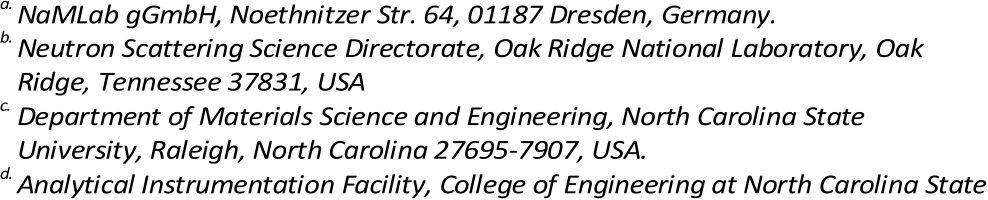 a. NaMLab gGmbH, Noethnitzer Str. 64, 01187 Dresden, Germany.
b. Neutron Scattering Science Directorate, Oak Ridge National Laboratory, Oak
Ridge, Tennessee 37831, USA
c. Department of Materials Science and Engineering, North Carolina State
University, Raleigh, North Carolina 27695-7907, USA.
d. Analytical Instrumentation Facility, College of Engineering at North Carolina State